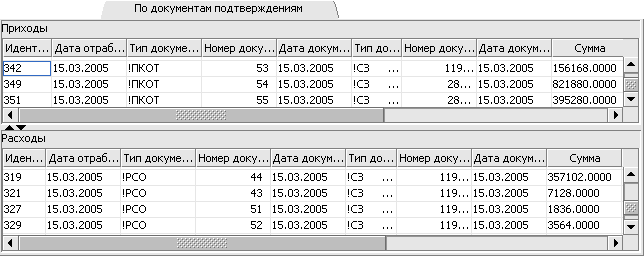 По документам подтверждениям
Приходы
Идент... Дата отраб... Тип докуме... Номер доку... Дата докум... Тип до... Номер доку... Дата докум... Сумма
342 15.03.2005 !ПКОТ 53 15.03.2005 !СЗ ... 119... 15.03.2005 156168.0000
349 15.03.2005 !ПКОТ 54 15.03.2005 !СЗ ... 28... 15.03.2005 821880.0000
351 15.03.2005 !ПКОТ 55 15.03.2005 !СЗ ... 28... 15.03.2005 395280.0000
Расходы
Иден... Дата отраб... Тип докуме... Номер доку... Дата докум... Тип до... Номер доку... Дата докум... Сумма
319 15.03.2005 !РСО 44 15.03.2005 !СЗ ... 119... 15.03.2005 357102.0000
321 15.03.2005 !РСО 43 15.03.2005 !СЗ ... 119... 15.03.2005 7128.0000
327 15.03.2005 !РСО 51 15.03.2005 !СЗ ... 119... 15.03.2005 1836.0000
329 15.03.2005 !РСО 52 15.03.2005 !СЗ ... 119... 15.03.2005 3564.0000